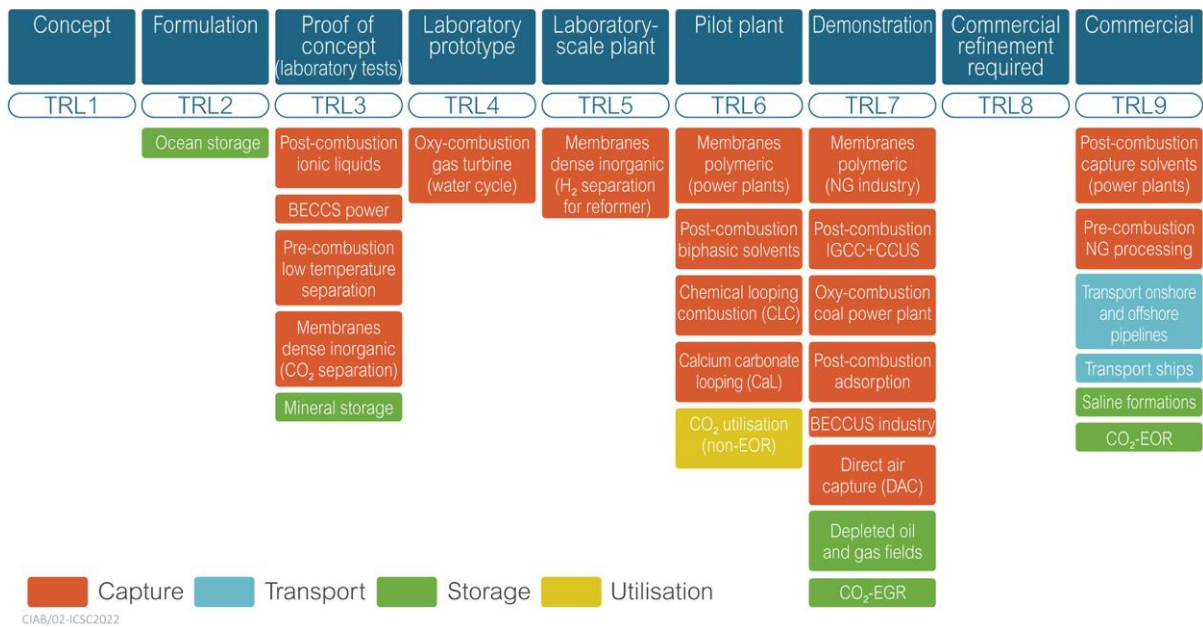 Concept
TRL1
Formulation
TRL2
Ocean storage
Proof of
concept
(laboratory tests)
TRL3
Post-combustion
ionic liquids
BECCS power
Pre-combustion
low temperature
separation
Membranes
dense inorganic
(CO₂ separation)
Mineral storage
Laboratory
prototype
TRL4
Oxy-combustion
gas turbine
(water cycle)
Laboratory-
scale plant
TRL5
Membranes
dense inorganic
(H₂ separation
for reformer)
Pilot plant
TRL6
Membranes
polymeric
(power plants)
Post-combustion
biphasic solvents
Chemical looping
combustion (CLC)
Calcium carbonate
looping (CaL)
CO₂ utilisation
(non-EOR)
Demonstration
TRL7
Membranes
polymeric
(NG industry)
Post-combustion
IGCC+CCUS
Oxy-combustion
coal power plant
Post-combustion
adsorption
BECCUS industry
Direct air
capture (DAC)
Depleted oil
and gas fields
CO₂-EGR
Commercial
refinement
required
TRL8
Commercial
TRL9
Post-combustion
capture solvents
(power plants)
Pre-combustion
NG processing
Transport onshore
and offshore
pipelines
Transport ships
Saline formations
CO₂-EOR
Capture
Transport
Storage
Utilisation
CIAB/02-ICSC2022